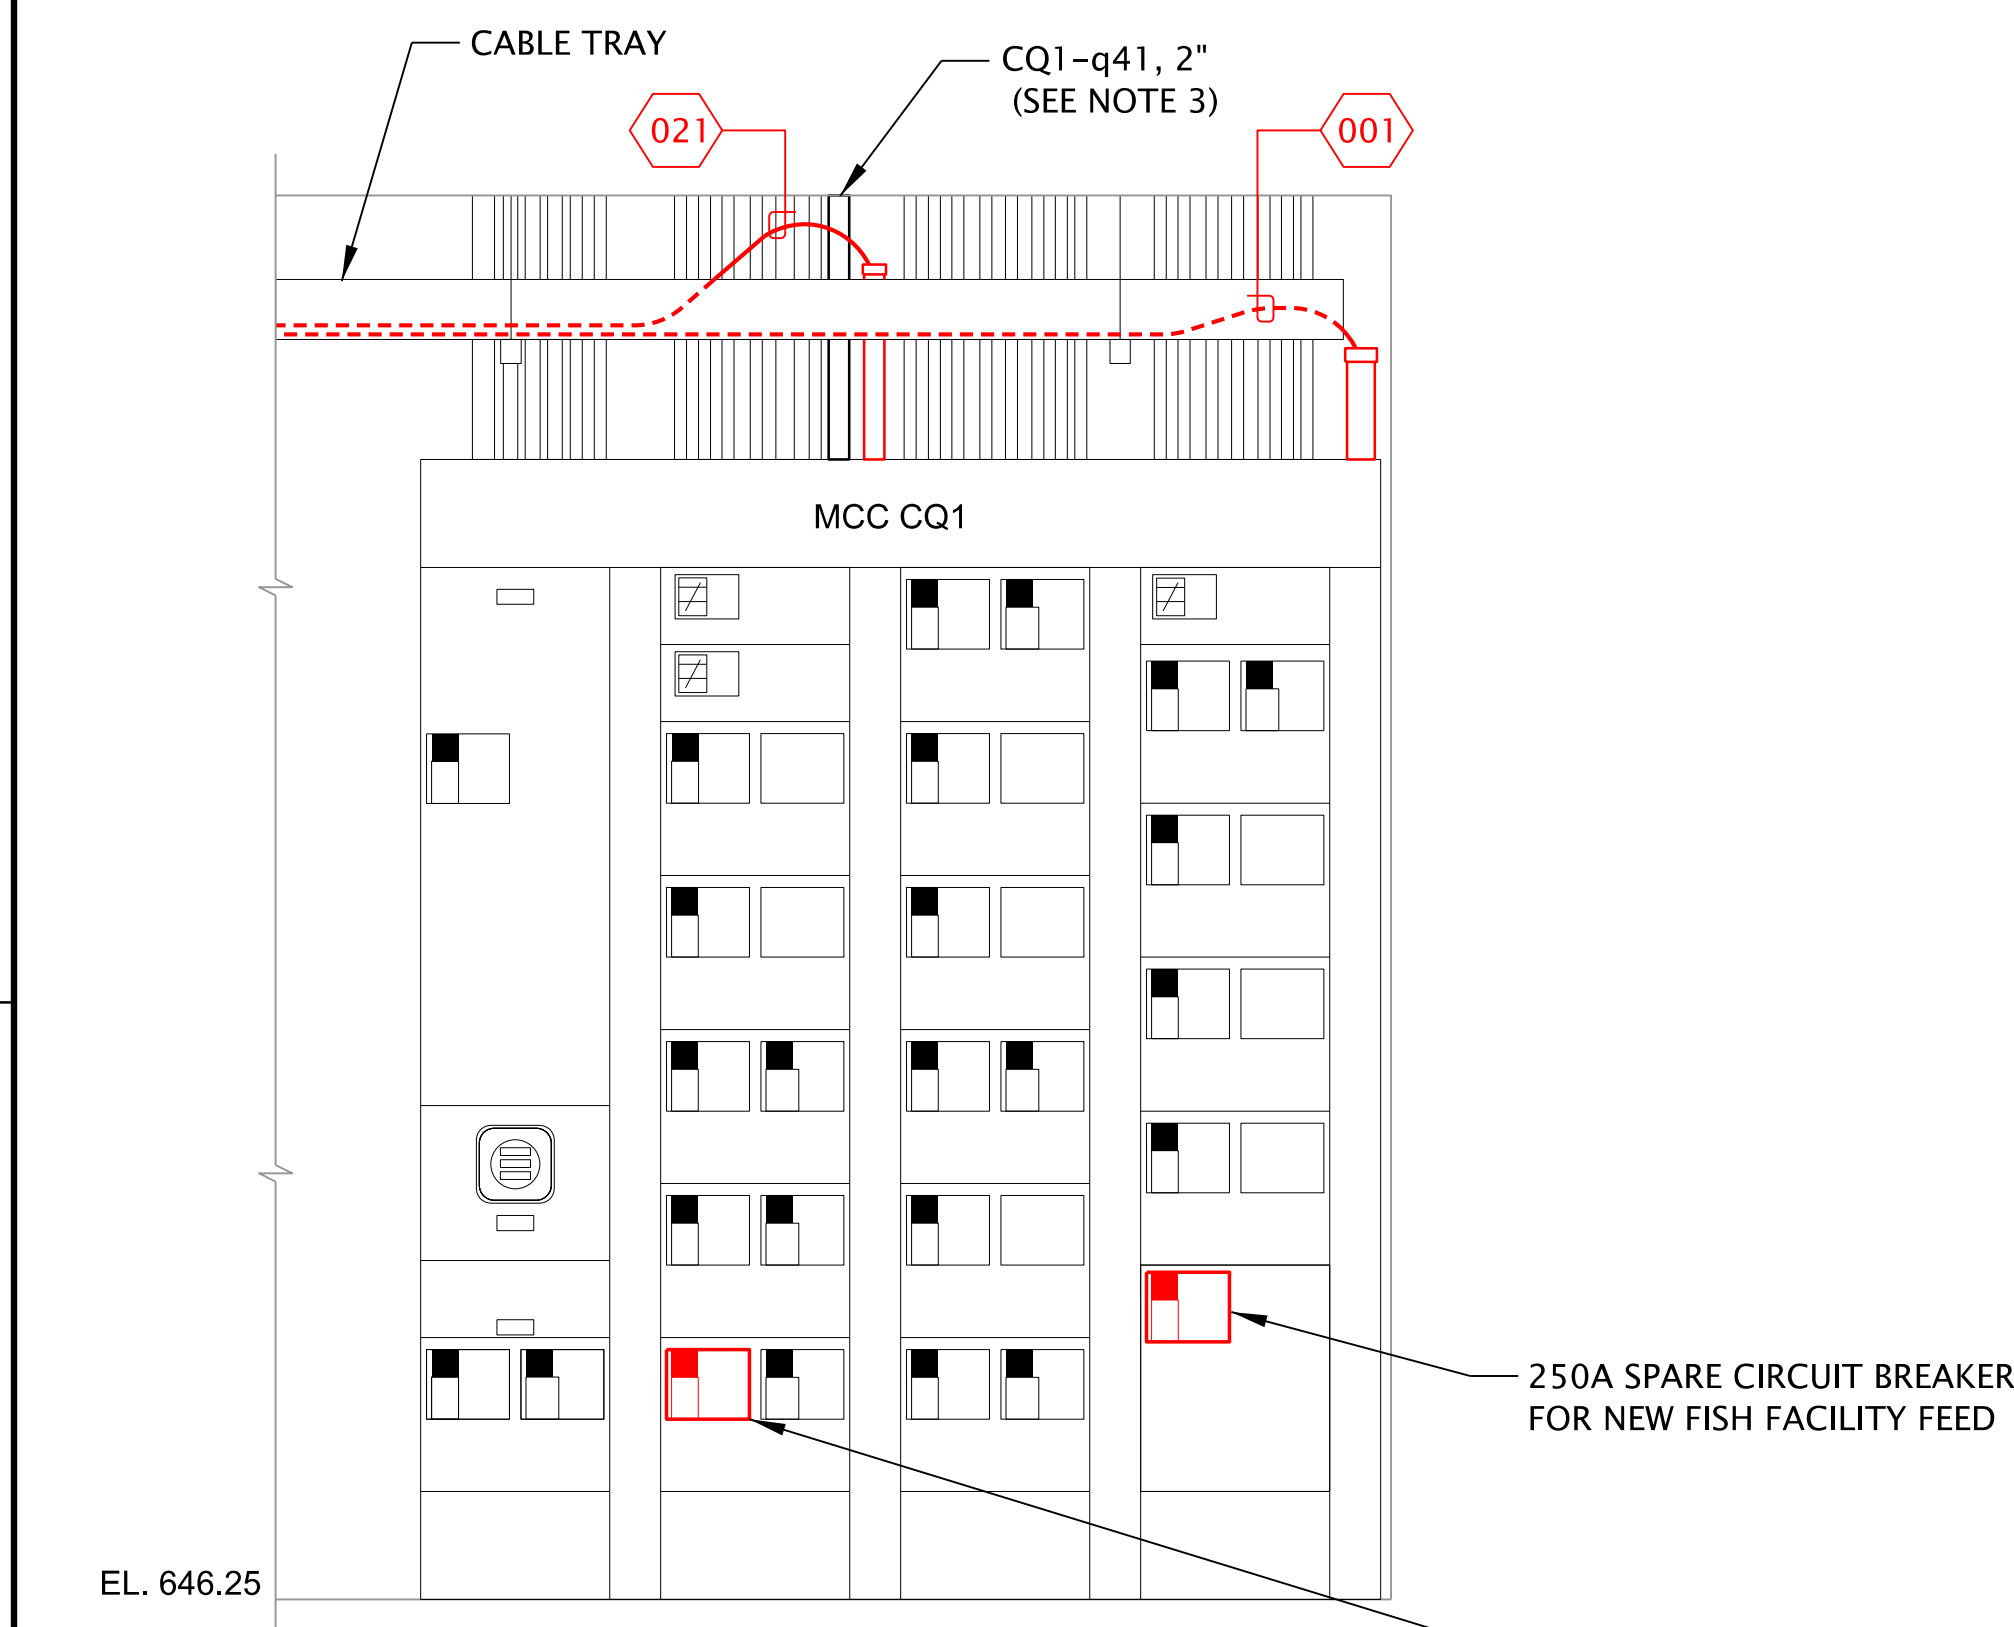 CABLE TRAY
CQ1-q41, 2"
(SEE NOTE 3)
021
001
MCC CQ1
250A SPARE CIRCUIT BREAKER
FOR NEW FISH FACILITY FEED
EL. 646.25